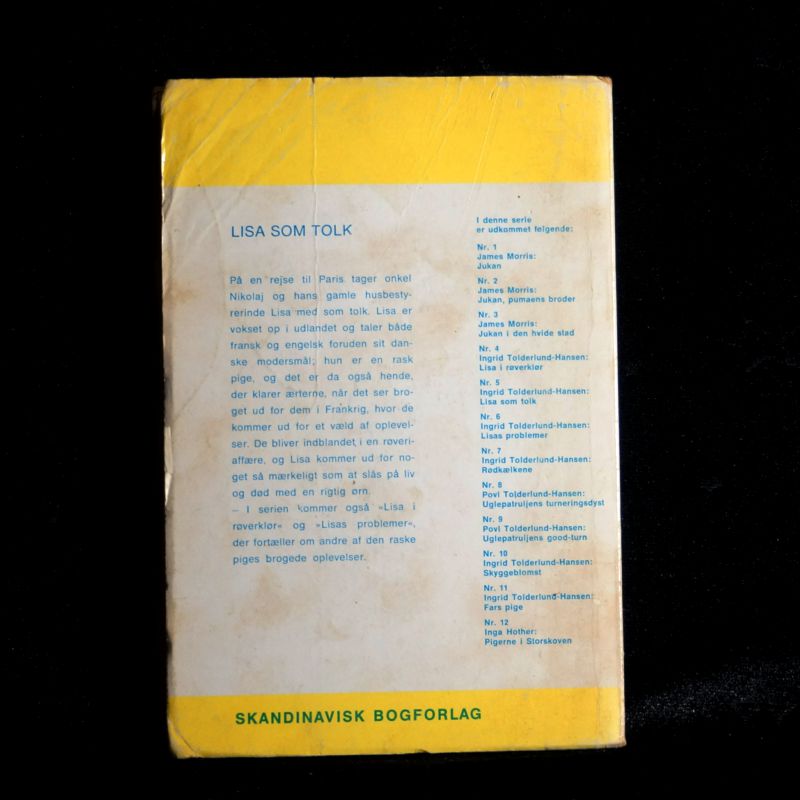 LISA SOM TOLK
På en rejse til Paris tager onkel
Nikolaj og hans gamle husbesty-
rerinde Lisa med som tolk. Lisa er
vokset op i udlandet og taler både
fransk og engelsk foruden sit dan-
ske modersmål; hun er en rask
pige, og det er da også hende,
der klarer ærterne, når det ser bro-
get ud for dem i Frankrig, hvor de
kommer ud for et væld af oplevel-
ser. De bliver indblandet i en røveri-
affære, og Lisa kommer ud for no-
get så mærkeligt som at slås på liv
og død med en rigtig ørn.
– I serien kommer også »Lisa i
røverklør« og »Lisas problemer«,
der fortæller om andre af den raske
piges brogede oplevelser.
I denne serie
er udkommet følgende:
Nr. 1
James Morris:
Jukan
Nr. 2
James Morris:
Jukan, pumaens broder
Nr. 3
James Morris:
Jukan i den hvide stad
Nr. 4
Ingrid Tolderlund-Hansen:
Lisa i røverklør
Nr. 5
Ingrid Tolderlund-Hansen:
Lisa som tolk
Nr. 6
Ingrid Tolderlund-Hansen:
Lisas problemer
Nr. 7
Ingrid Tolderlund-Hansen:
Rødkælkene
Nr. 8
Povl Tolderlund-Hansen:
Uglepatruljens turneringsdyst
Nr. 9
Povl Tolderlund-Hansen:
Uglepatruljens good-turn
Nr. 10
Ingrid Tolderlund-Hansen:
Skyggeblomst
Nr. 11
Ingrid Tolderlund-Hansen:
Fars pige
Nr. 12
Inga Hother:
Pigerne i Storskoven
SKANDINAVISK BOGFORLAG